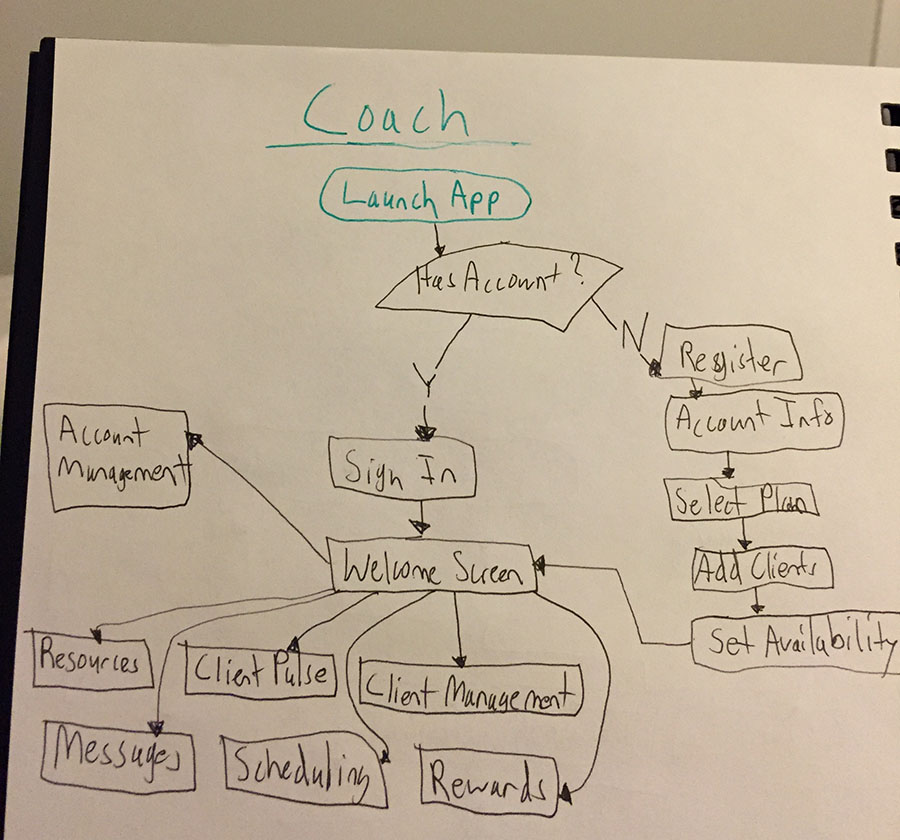 Coach
Launch App
Has Account?
N
Register
Y
Account Info
Account
Management
Sign In
Select Plan
Welcome Screen
Add Clients
Set Availability
Resources
Client Pulse
Client Management
Messages
Scheduling
Rewards